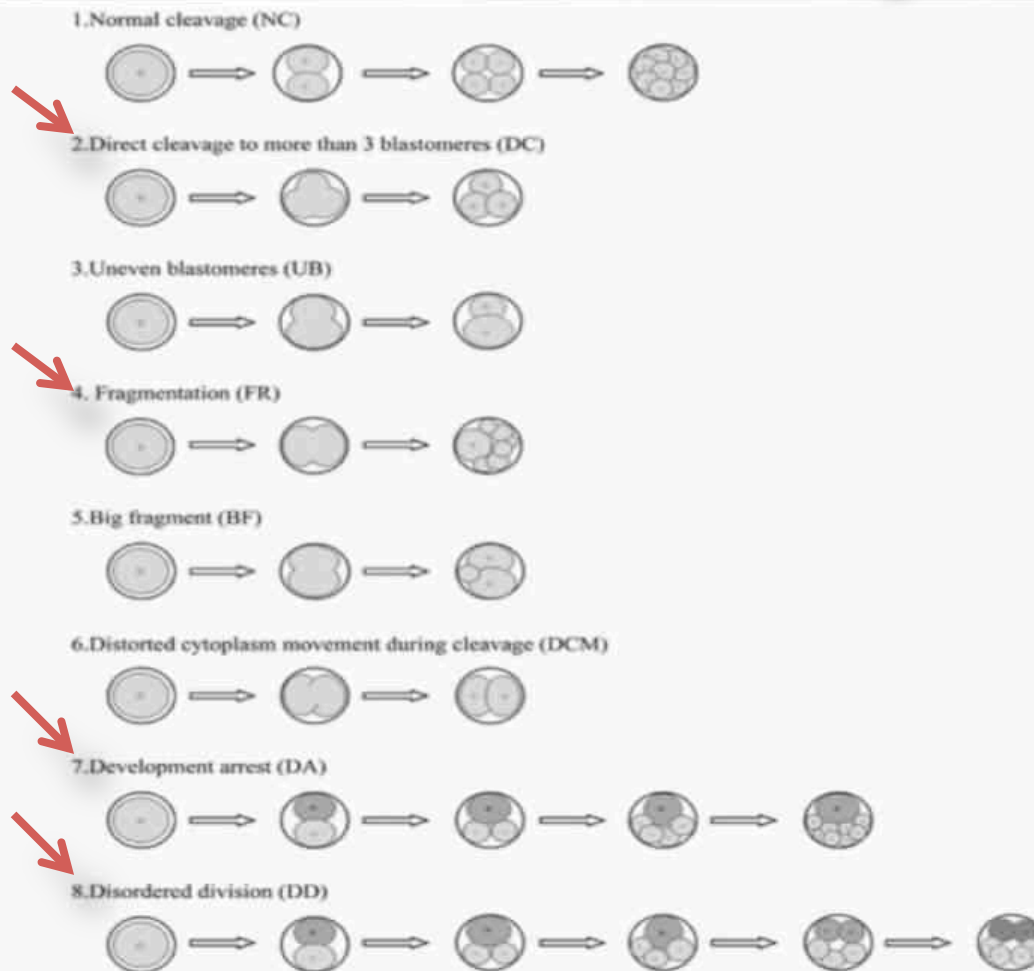 1.Normal cleavage (NC)
2.Direct cleavage to more than 3 blastomeres (DC)
3.Uneven blastomeres (UB)
4. Fragmentation (FR)
5.Big fragment (BF)
6.Distorted cytoplasm movement during cleavage (DCM)
7.Development arrest (DA)
8.Disordered division (DD)